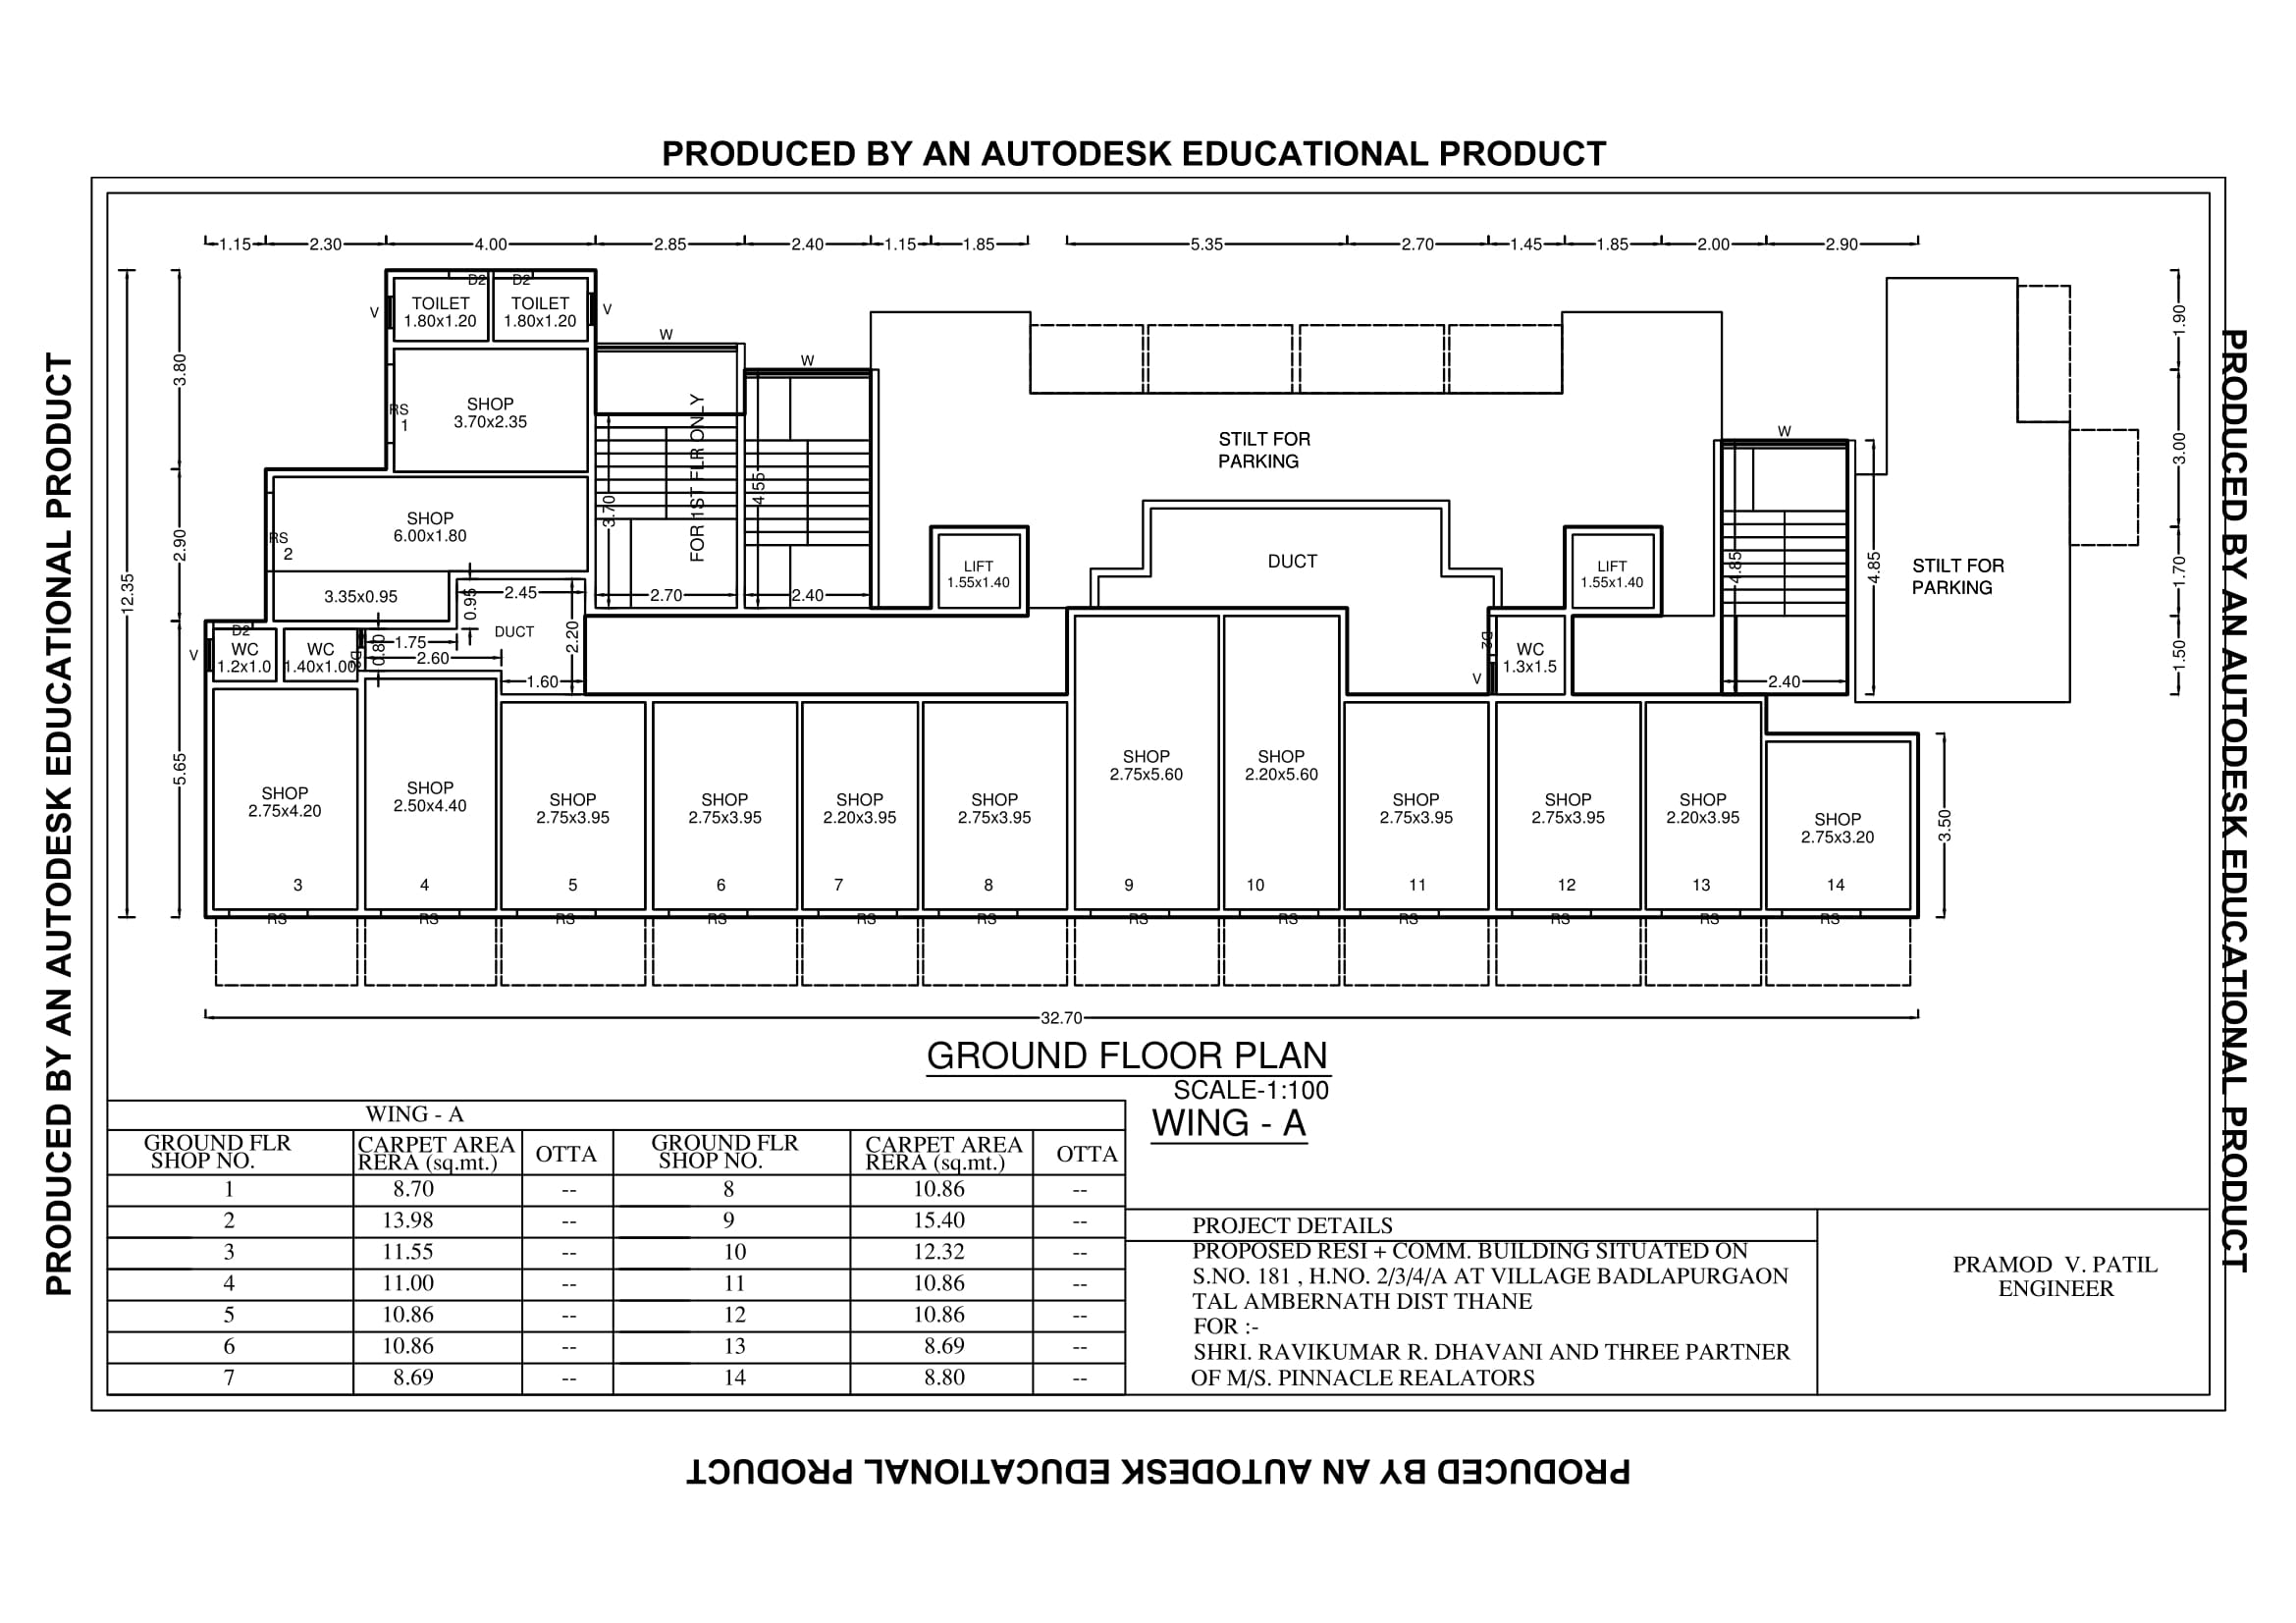 PRODUCED BY AN AUTODESK EDUCATIONAL PRODUCT
PRODUCED BY AN AUTODESK EDUCATIONAL PRODUCT
PRODUCED BY AN AUTODESK EDUCATIONAL PRODUCT
1.15 2.30 4.00 2.85 2.40 1.15 1.85 5.35 2.70 1.45 1.85 2.00 2.90
12.35
3.80
2.90
5.65
1.90
3.00
1.70
1.50
3.50
D2 D2
V
TOILET
1.80x1.20
TOILET
1.80x1.20
V
RS
1
SHOP
3.70x2.35
RS
2
SHOP
6.00x1.80
3.35x0.95
0.95
2.45
W
3.70
FOR 1ST FLR ONLY
2.70
W
4.55
2.40
D2
V
WC
1.2x1.0
WC
1.40x1.00
D2
0.80
1.75
2.60
DUCT
2.20
1.60
STILT FOR
PARKING
LIFT
1.55x1.40
DUCT
LIFT
1.55x1.40
D2
V
WC
1.3x1.5
W
4.85
4.85
2.40
STILT FOR
PARKING
SHOP
2.75x4.20
3
RS
SHOP
2.50x4.40
4
RS
SHOP
2.75x3.95
5
RS
SHOP
2.75x3.95
6
RS
SHOP
2.20x3.95
7
RS
SHOP
2.75x3.95
8
RS
SHOP
2.75x5.60
9
RS
SHOP
2.20x5.60
10
RS
SHOP
2.75x3.95
11
RS
SHOP
2.75x3.95
12
RS
SHOP
2.20x3.95
13
RS
SHOP
2.75x3.20
14
RS
32.70
GROUND FLOOR PLAN
SCALE-1:100
WING - A
WING - A
GROUND FLR SHOP NO. CARPET AREA RERA (sq.mt.) OTTA GROUND FLR SHOP NO. CARPET AREA RERA (sq.mt.) OTTA
1 8.70 -- 8 10.86 --
2 13.98 -- 9 15.40 --
3 11.55 -- 10 12.32 --
4 11.00 -- 11 10.86 --
5 10.86 -- 12 10.86 --
6 10.86 -- 13 8.69 --
7 8.69 -- 14 8.80 --
PROJECT DETAILS
PROPOSED RESI + COMM. BUILDING SITUATED ON
S.NO. 181 , H.NO. 2/3/4/A AT VILLAGE BADLAPURGAON
TAL AMBERNATH DIST THANE
FOR :-
SHRI. RAVIKUMAR R. DHAVANI AND THREE PARTNER
OF M/S. PINNACLE REALATORS
PRAMOD V. PATIL
ENGINEER
PRODUCED BY AN AUTODESK EDUCATIONAL PRODUCT